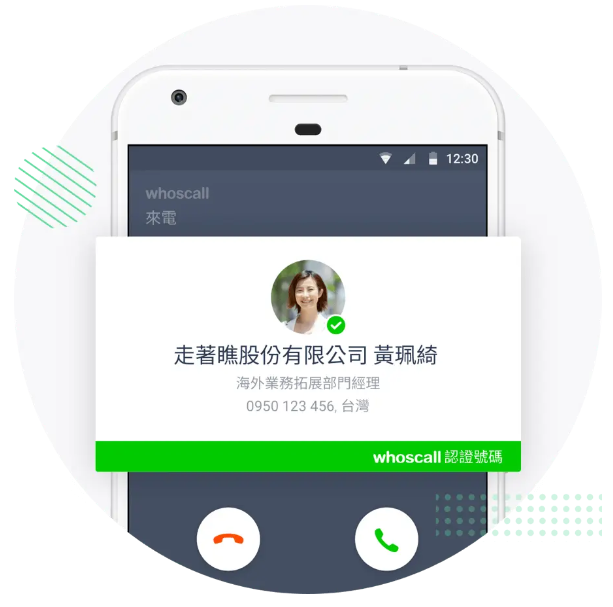 12:30
whoscall
來電
走著瞧股份有限公司 黃珮綺
海外業務拓展部門經理
0950 123 456, 台灣
whoscall 認證號碼